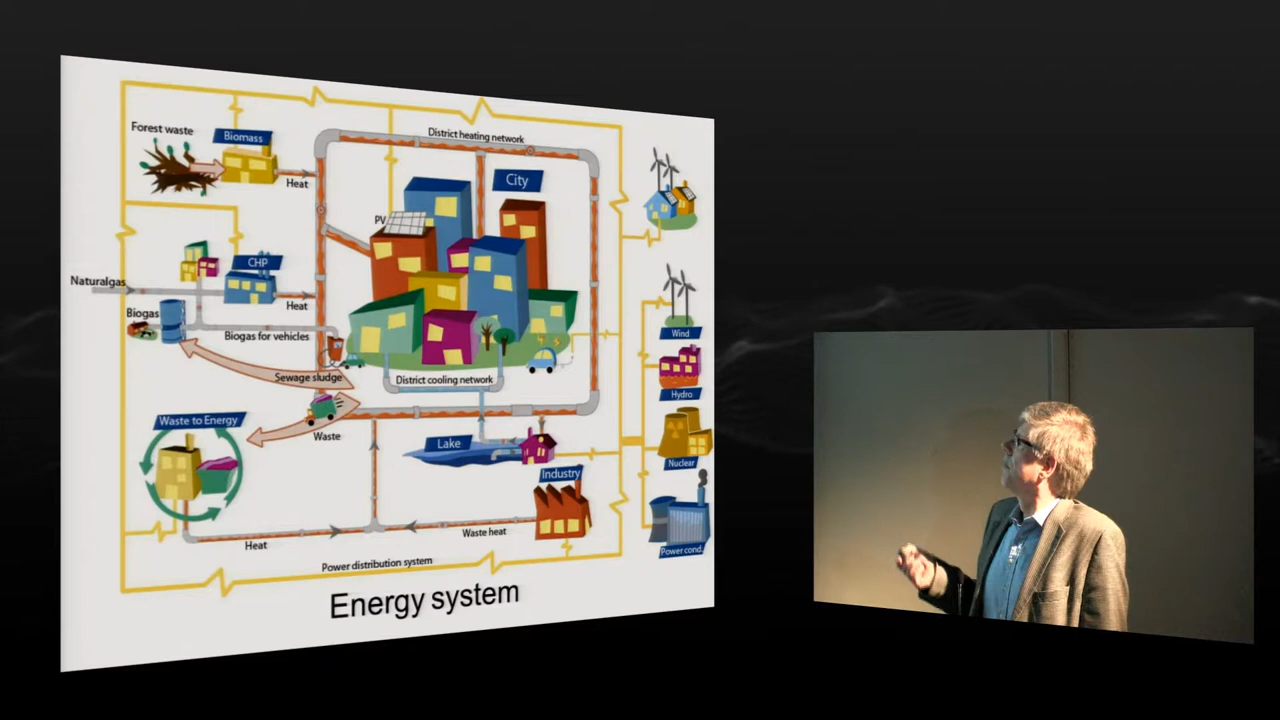 Forest waste
Biomass
District heating network
Heat
City
PV
CHP
Naturalgas
Heat
Biogas
Biogas for vehicles
Wind
Sewage sludge
District cooling network
Hydro
Waste to Energy
Waste
Lake
Nuclear
Industry
Heat
Waste heat
Power cond.
Power distribution system
Energy system